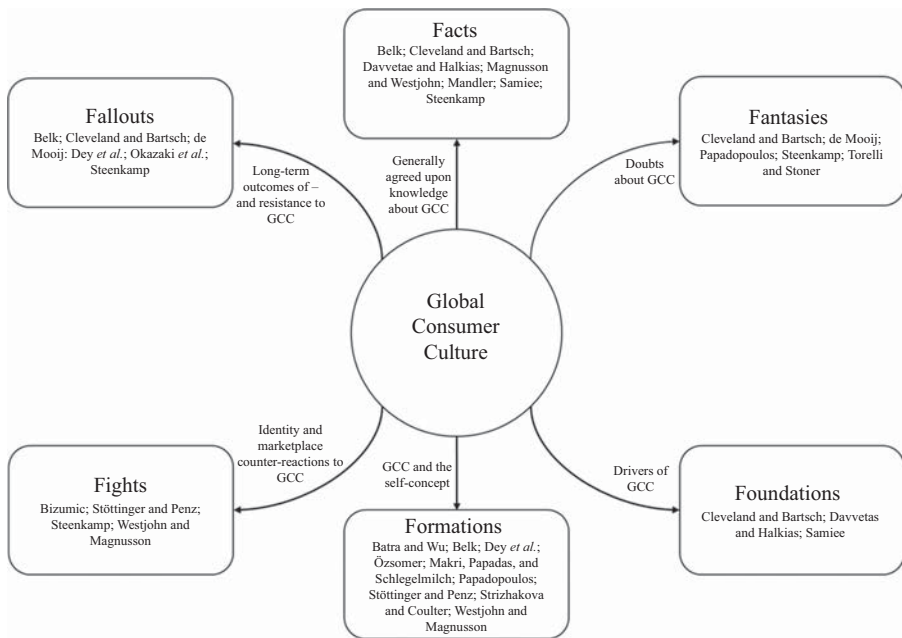 Facts
Belk; Cleveland and Bartsch;
Davvetae and Halkias; Magnusson
and Westjohn; Mandler; Samiee;
Steenkamp
Fallouts
Belk; Cleveland and Bartsch; de
Mooij: Dey et al.; Okazaki et al.;
Steenkamp
Fantasies
Cleveland and Bartsch; de Mooij;
Papadopoulos; Steenkamp; Torelli
and Stoner
Long-term
outcomes of –
and resistance to
GCC
Generally
agreed upon
knowledge
about GCC
Doubts
about GCC
Global
Consumer
Culture
Identity and
marketplace
counter-reactions to
GCC
GCC and the
self-concept
Drivers of
GCC
Fights
Bizumic; Stöttinger and Penz;
Steenkamp; Westjohn and
Magnusson
Formations
Batra and Wu; Belk; Dey et al.;
Özsomer; Makri, Papadas, and
Schlegelmilch; Papadopoulos;
Stöttinger and Penz; Strizhakova
and Coulter; Westjohn and
Magnusson
Foundations
Cleveland and Bartsch; Davvetas
and Halkias; Samiee